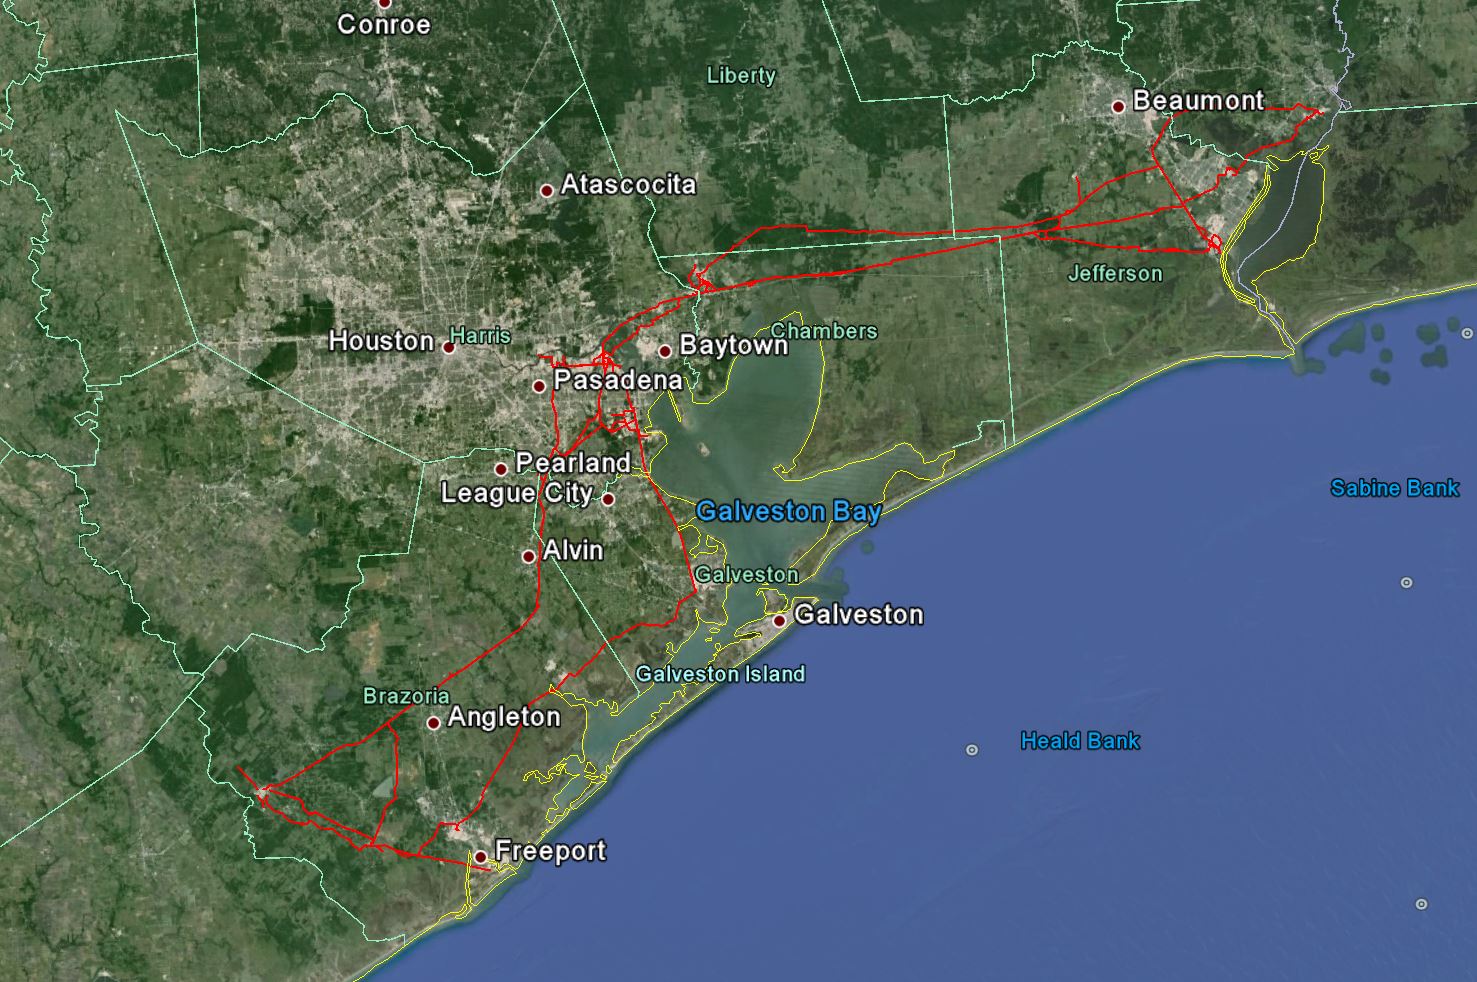 Conroe
Liberty
Beaumont
Atascocita
Jefferson
Houston
Harris
Baytown
Chambers
Pasadena
Pearland
League City
Sabine Bank
Galveston Bay
Alvin
Galveston
Galveston
Galveston Island
Brazoria
Angleton
Heald Bank
Freeport